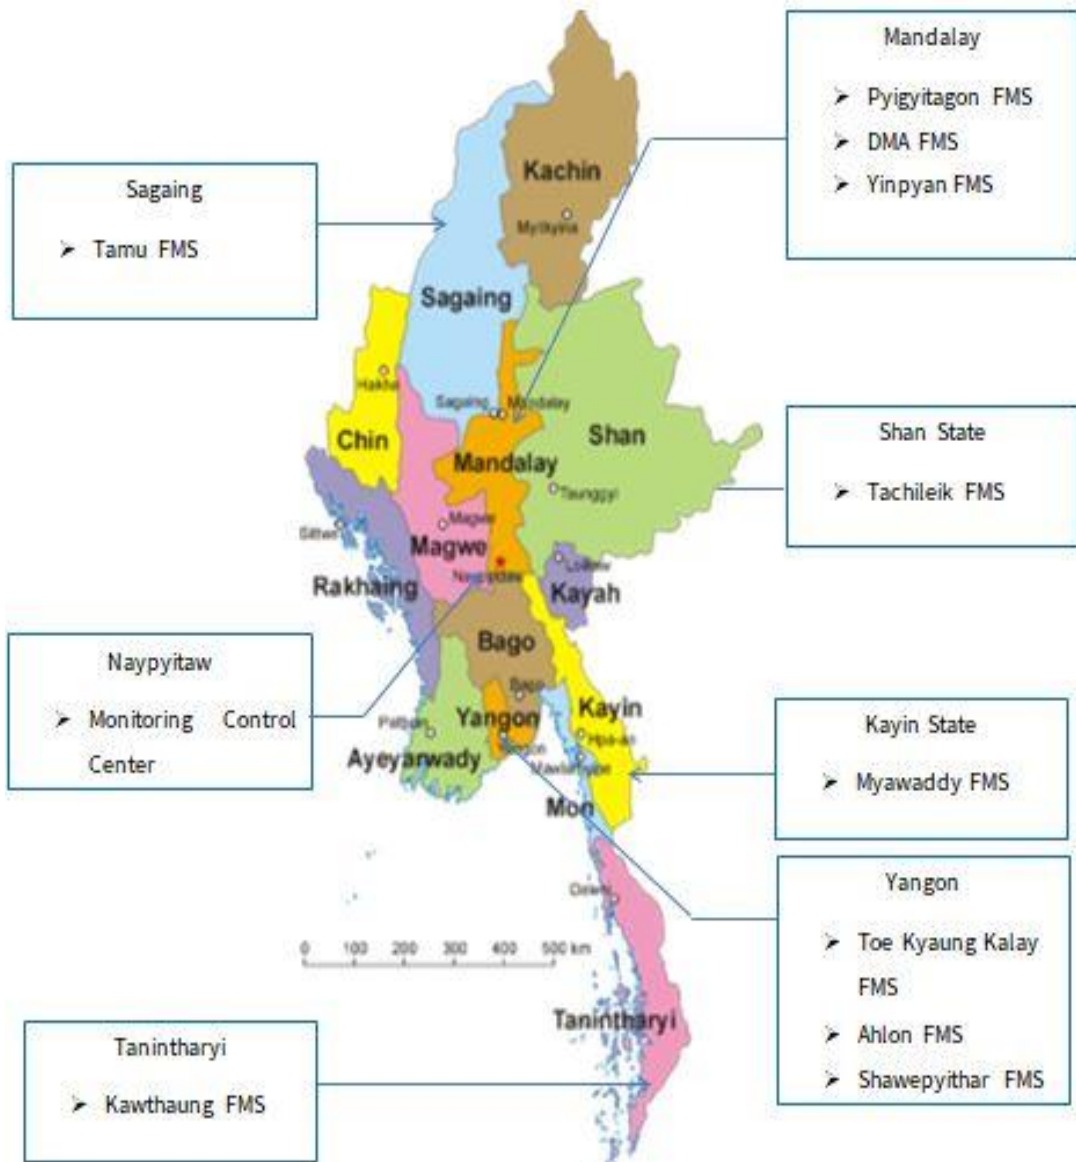 Mandalay
➢ Pyigyitagon FMS
➢ DMA FMS
➢ Yinpyan FMS
Sagaing
➢ Tamu FMS
Shan State
➢ Tachileik FMS
Naypyitaw
➢ Monitoring Control
Center
Kayin State
➢ Myawaddy FMS
Yangon
➢ Toe Kyaung Kalay
FMS
➢ Ahlon FMS
➢ Shawepyithar FMS
Tanintharyi
➢ Kawthaung FMS
Kachin
Myitkyina
Sagaing
Hakha
Sagaing
Mandalay
Chin
Shan
Mandalay
Taunggyi
Magwe
Sittwe
Magwe
Loikaw
Rakhaing
Kayah
Bago
Bago
Kayin
Yangon
Hpa-an
Ayeyarwady
Mon
Dawei
0 100 200 300 400 500 km
Tanintharyi